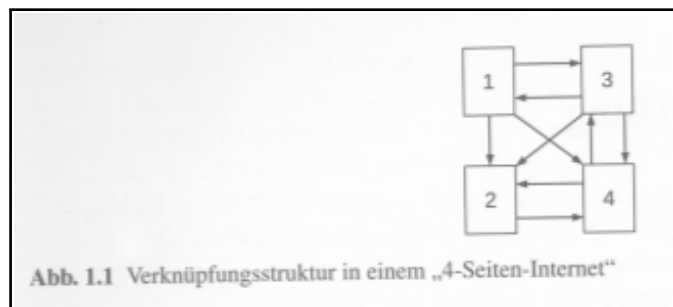 1 3
2 4
Abb. 1.1 Verknüpfungsstruktur in einem „4-Seiten-Internet“